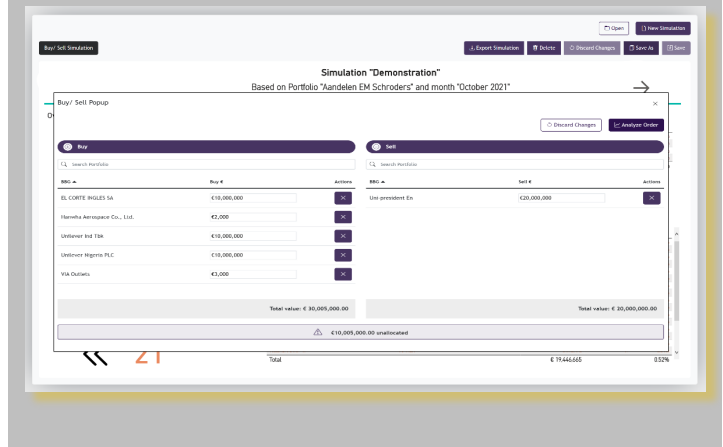 Open New Simulation
Buy/ Sell Simulation
Export Simulation Delete Discard Changes Save As Save
Simulation "Demonstration"
Based on Portfolio "Aandelen EM Schroders" and month "October 2021"
Buy/ Sell Popup
Discard Changes Analyze Order
Buy Sell
Search Portfolio Search Portfolio
BBG Buy € Actions BBG Sell € Actions
EL CORTE INGLES SA €10,000,000 Uni-president En €20,000,000
Hanwha Aerospace Co., Ltd. €2,000
Unilever Ind Tbk €10,000,000
Unilever Nigeria PLC €10,000,000
VIA Outlets €3,000
Total value: € 30,005,000.00 Total value: € 20,000,000.00
€10,005,000.00 unallocated
21
Total € 19,446,665 0.52%